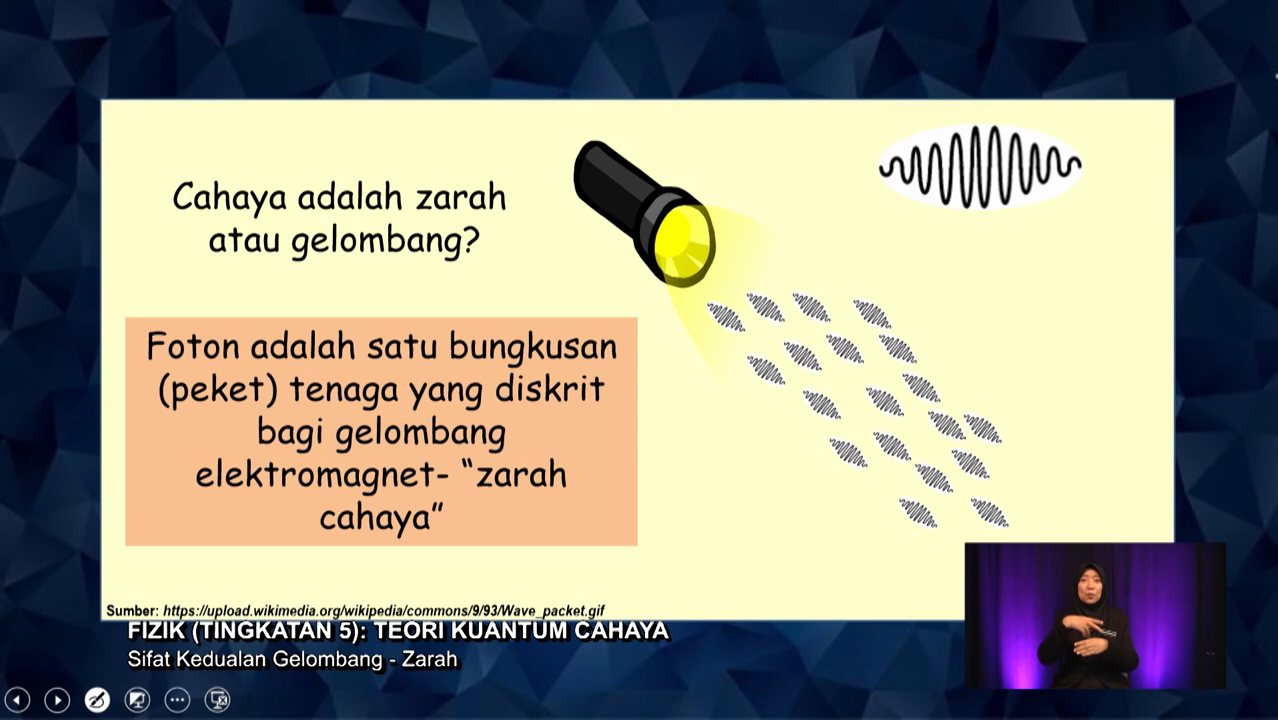 Cahaya adalah zarah
atau gelombang?
Foton adalah satu bungkusan
(peket) tenaga yang diskrit
bagi gelombang
elektromagnet- “zarah
cahaya”
Sumber: https://upload.wikimedia.org/wikipedia/commons/9/93/Wave_packet.gif
FIZIK (TINGKATAN 5): TEORI KUANTUM CAHAYA
Sifat Kedualan Gelombang - Zarah